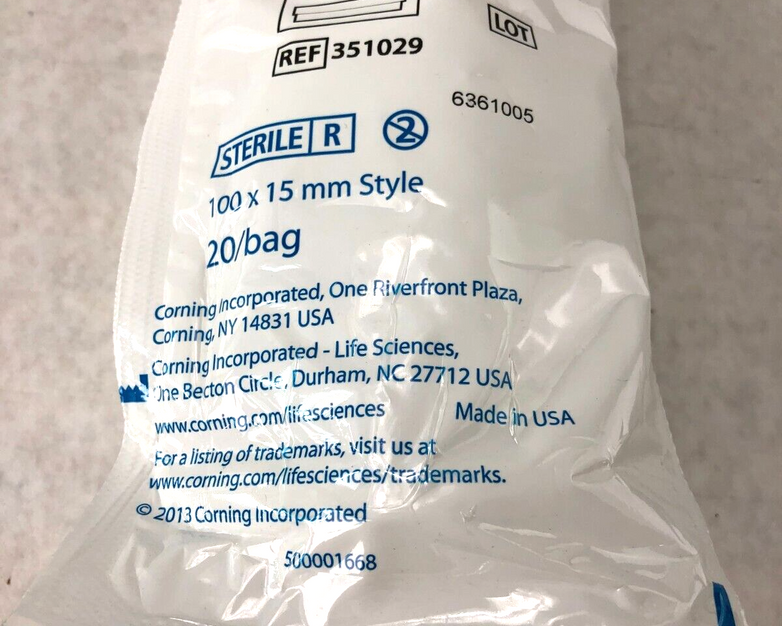 LOT
REF 351029
6361005
STERILE R 2
100 x 15 mm Style
20/bag
Corning Incorporated, One Riverfront Plaza,
Corning, NY 14831 USA
Corning Incorporated - Life Sciences,
One Becton Circle, Durham, NC 27712 USA
www.corning.com/lifesciences Made in USA
For a listing of trademarks, visit us at
www.corning.com/lifesciences/trademarks.
© 2013 Corning Incorporated
500001668